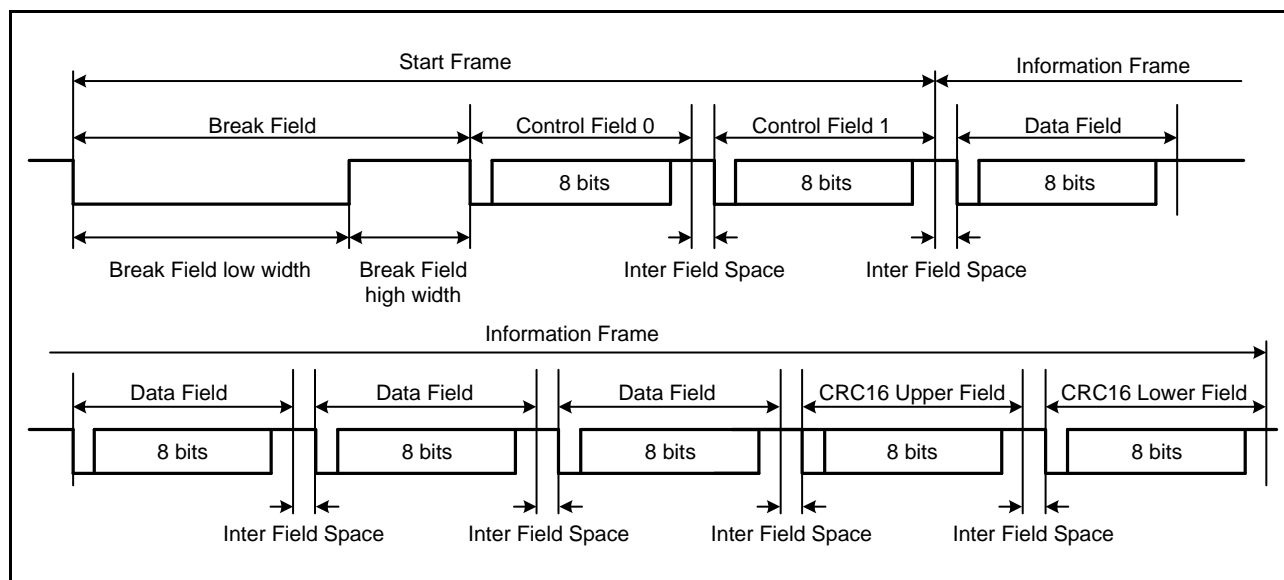 Start Frame
Information Frame
Break Field
Control Field 0
Control Field 1
Data Field
8 bits
8 bits
8 bits
Break Field low width
Break Field
high width
Inter Field Space
Inter Field Space
Information Frame
Data Field
Data Field
Data Field
CRC16 Upper Field
CRC16 Lower Field
8 bits
8 bits
8 bits
8 bits
8 bits
Inter Field Space
Inter Field Space
Inter Field Space
Inter Field Space